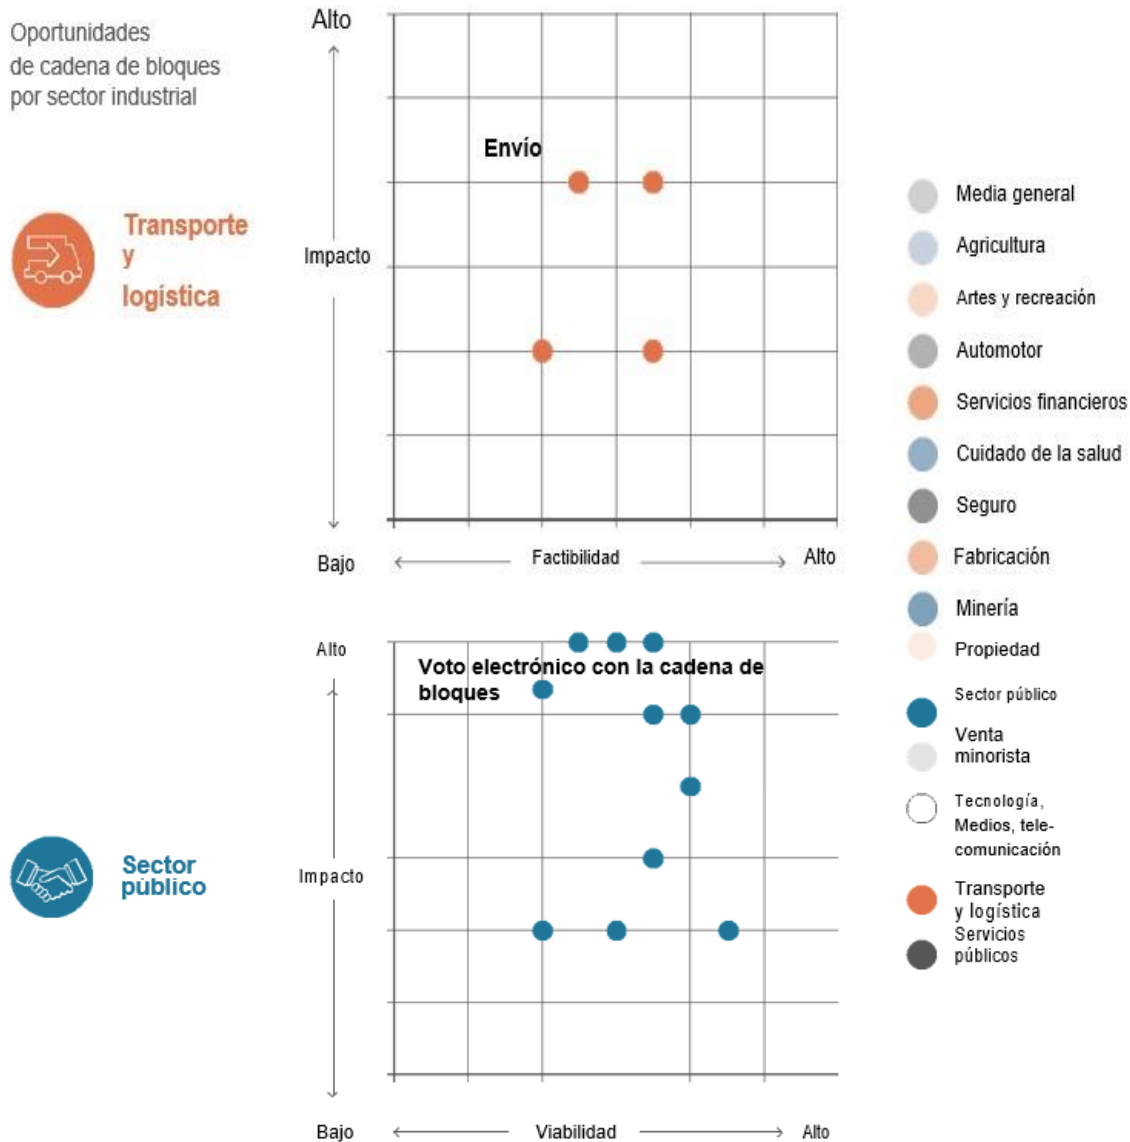 Oportunidades
de cadena de bloques
por sector industrial
Transporte
y
logística
Alto
Impacto
Bajo
Envío
Factibilidad
Alto
Sector
público
Alto
Impacto
Bajo
Voto electrónico con la cadena de
bloques
Viabilidad
Alto
Media general
Agricultura
Artes y recreación
Automotor
Servicios financieros
Cuidado de la salud
Seguro
Fabricación
Minería
Propiedad
Sector público
Venta
minorista
Tecnología,
Medios, tele-
comunicación
Transporte
y logística
Servicios
públicos